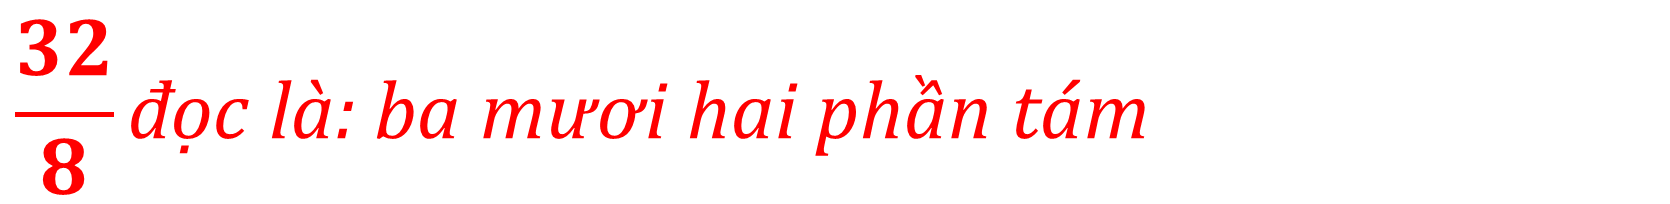 32/8 đọc là: ba mươi hai phần tám